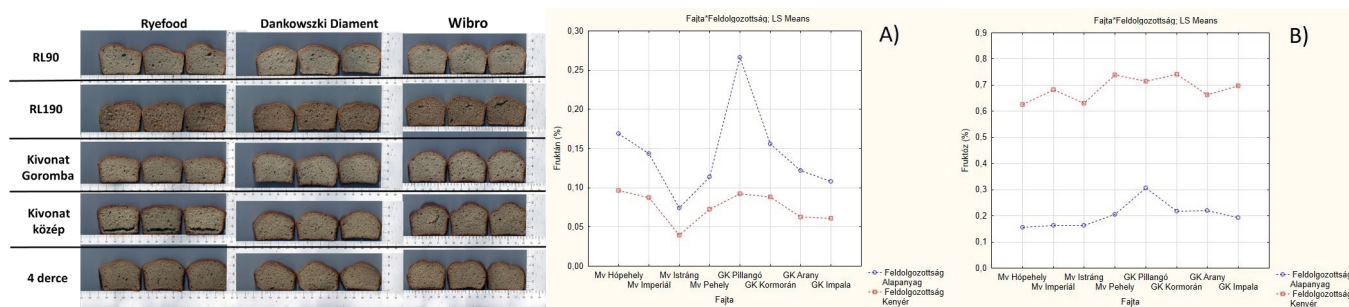 Ryefood
Dankowszki Diament
Wibro
RL90
RL190
Kivonat
Goromba
Kivonat
közép
4 derce
Fajta*Feldolgozottság; LS Means
A)
Fruktán (%)
0,30
0,25
0,20
0,15
0,10
0,05
0,00
Mv Hópehely
Mv Imperiál
Mv Istráng
Mv Pehely
GK Pillangó
GK Kormorán
GK Arany
GK Impala
Fajta
Feldolgozottság
Alapanyag
Feldolgozottság
Kenyér
Fajta*Feldolgozottság; LS Means
B)
Fruktóz (%)
0,9
0,8
0,7
0,6
0,5
0,4
0,3
0,2
0,1
0,0
Mv Hópehely
Mv Imperiál
Mv Istráng
Mv Pehely
GK Pillangó
GK Kormorán
GK Arany
GK Impala
Fajta
Feldolgozottság
Alapanyag
Feldolgozottság
Kenyér